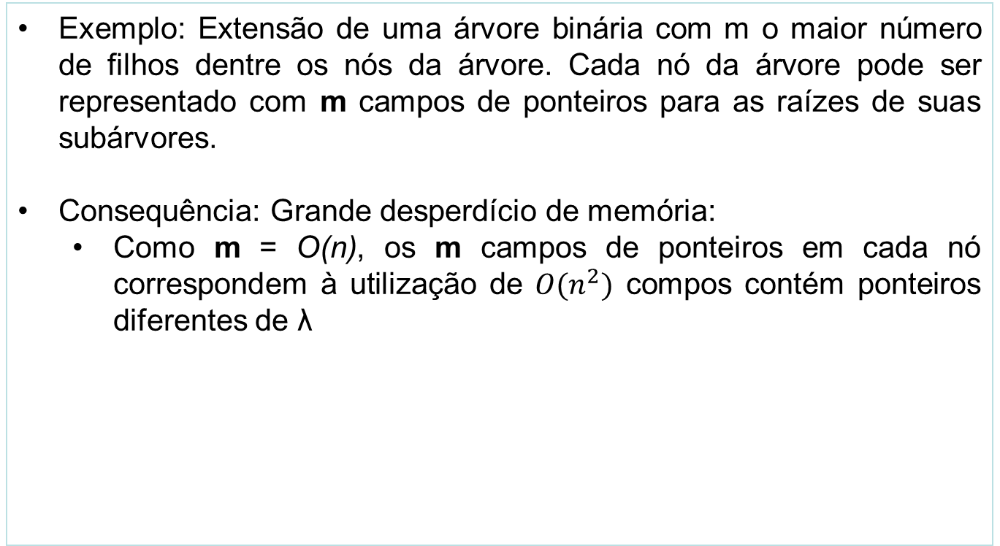 • Exemplo: Extensão de uma árvore binária com m o maior número
de filhos dentre os nós da árvore. Cada nó da árvore pode ser
representado com m campos de ponteiros para as raízes de suas
subárvores.
• Consequência: Grande desperdício de memória:
• Como m = O(n), os m campos de ponteiros em cada nó
correspondem à utilização de O(n²) compos contém ponteiros
diferentes de λ